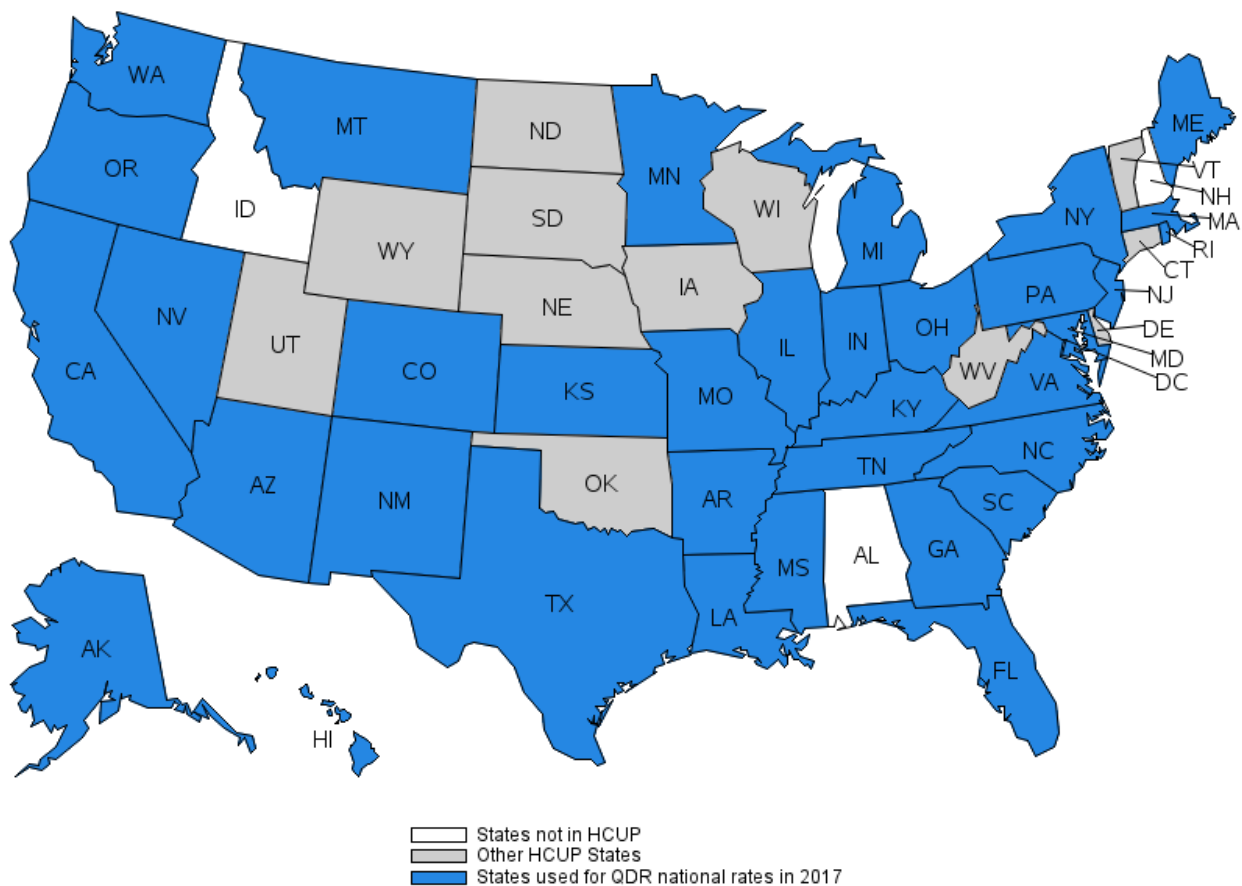 WA
ME
MT
ND
VT
OR
MN
NH
ID
SD
WI
NY
MA
WY
MI
RI
CT
IA
PA
NJ
NE
NV
OH
DE
UT
IL
IN
MD
CA
CO
WV
VA
DC
KS
MO
KY
NC
TN
AZ
OK
NM
AR
SC
GA
AL
MS
TX
LA
AK
FL
HI
States not in HCUP
Other HCUP States
States used for QDR national rates in 2017